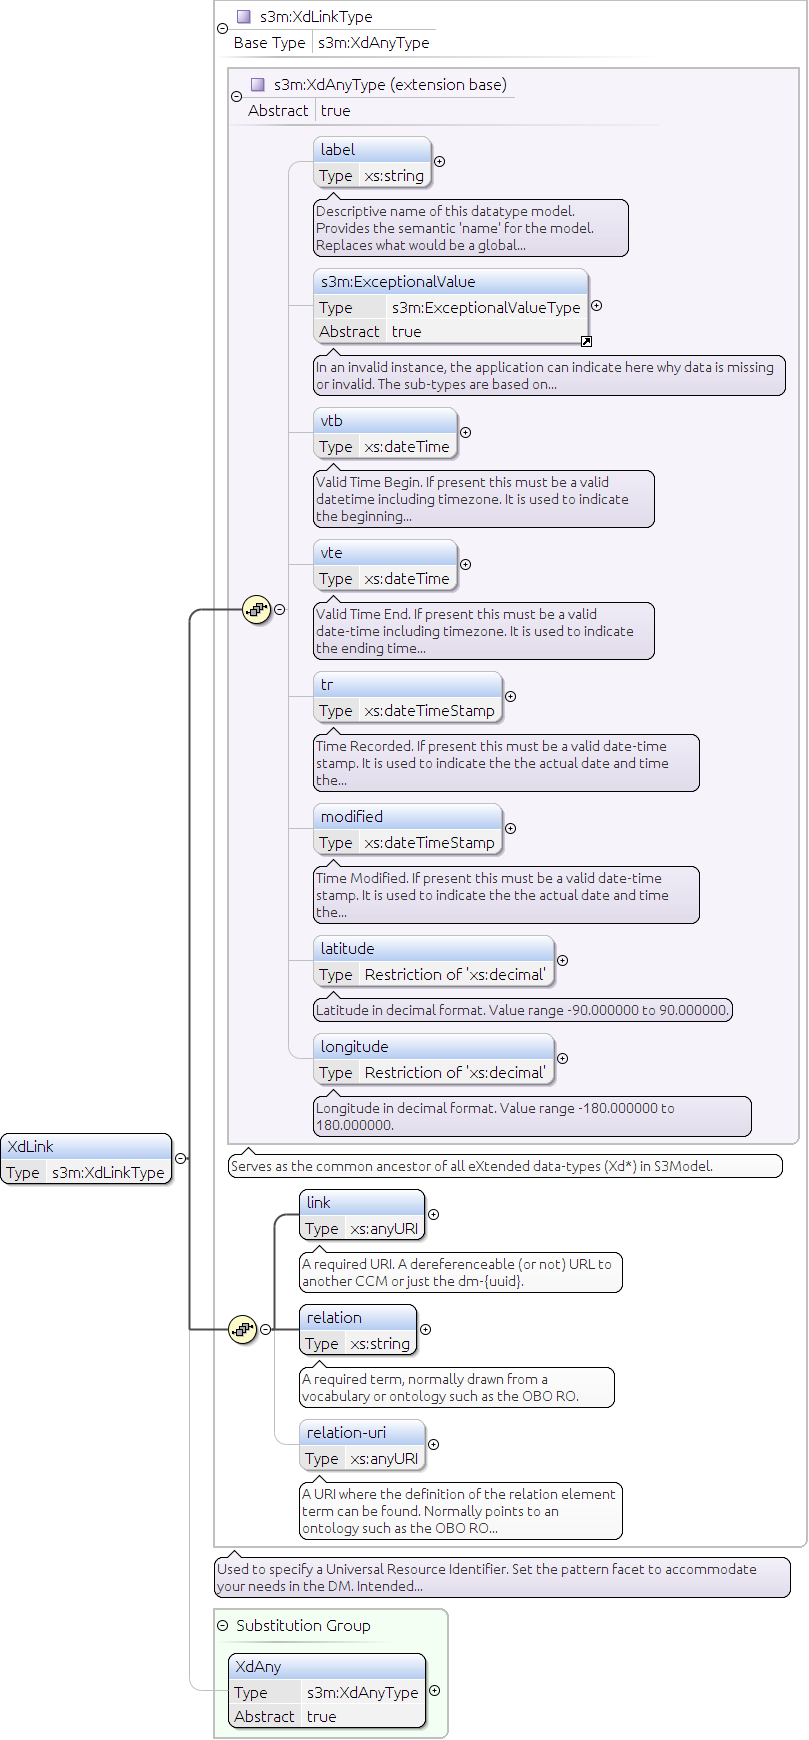 s3m:XdLinkType
Base Type s3m:XdAnyType
s3m:XdAnyType (extension base)
Abstract true
label
Type xs:string
Descriptive name of this datatype model.
Provides the semantic 'name' for the model.
Replaces what would be a global...
s3m:ExceptionalValue
Type s3m:ExceptionalValueType
Abstract true
In an invalid instance, the application can indicate here why data is missing
or invalid. The sub-types are based on...
vtb
Type xs:dateTime
Valid Time Begin. If present this must be a valid
datetime including timezone. It is used to indicate
the beginning...
vte
Type xs:dateTime
Valid Time End. If present this must be a valid
date-time including timezone. It is used to indicate
the ending time...
tr
Type xs:dateTimeStamp
Time Recorded. If present this must be a valid date-time
stamp. It is used to indicate the the actual date and time
the...
modified
Type xs:dateTimeStamp
Time Modified. If present this must be a valid date-time
stamp. It is used to indicate the the actual date and time
the...
latitude
Type Restriction of 'xs:decimal'
Latitude in decimal format. Value range -90.000000 to 90.000000.
longitude
Type Restriction of 'xs:decimal'
Longitude in decimal format. Value range -180.000000 to
180.000000.
XdLink
Type s3m:XdLinkType
Serves as the common ancestor of all eXtended data-types (Xd*) in S3Model.
link
Type xs:anyURI
A required URI. A dereferenceable (or not) URL to
another CCM or just the dm-{uuid}.
relation
Type xs:string
A required term, normally drawn from a
vocabulary or ontology such as the OBO RO.
relation-uri
Type xs:anyURI
A URI where the definition of the relation element
term can be found. Normally points to an
ontology such as the OBO RO...
Used to specify a Universal Resource Identifier. Set the pattern facet to accommodate
your needs in the DM. Intended...
Substitution Group
XdAny
Type s3m:XdAnyType
Abstract true